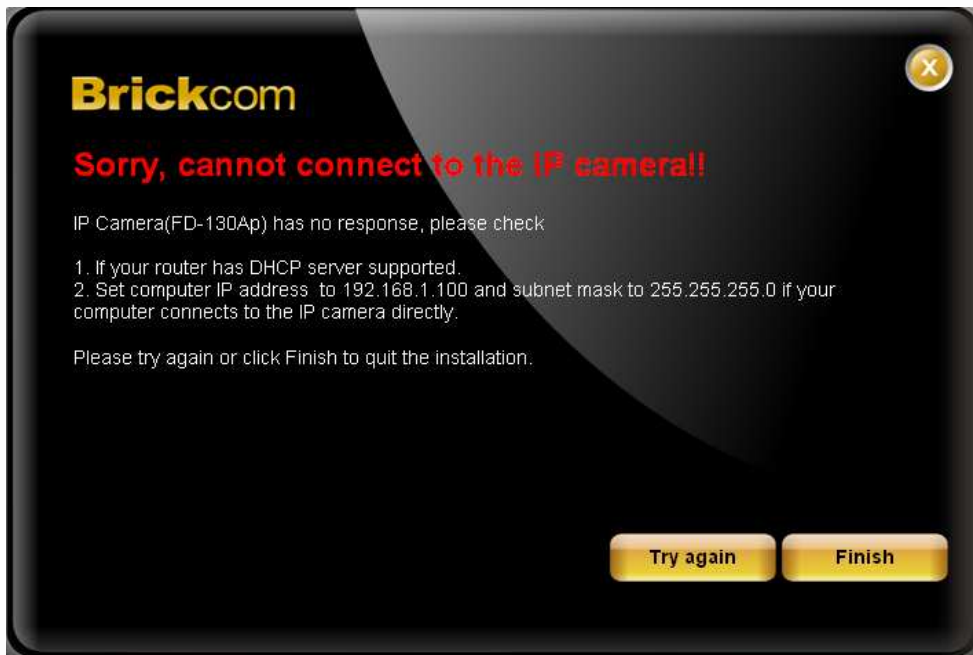 X
Brickcom
Sorry, cannot connect to the IP camera!!
IP Camera(FD-130Ap) has no response, please check
1. If your router has DHCP server supported.
2. Set computer IP address to 192.168.1.100 and subnet mask to 255.255.255.0 if your
computer connects to the IP camera directly.
Please try again or click Finish to quit the installation.
Try again
Finish